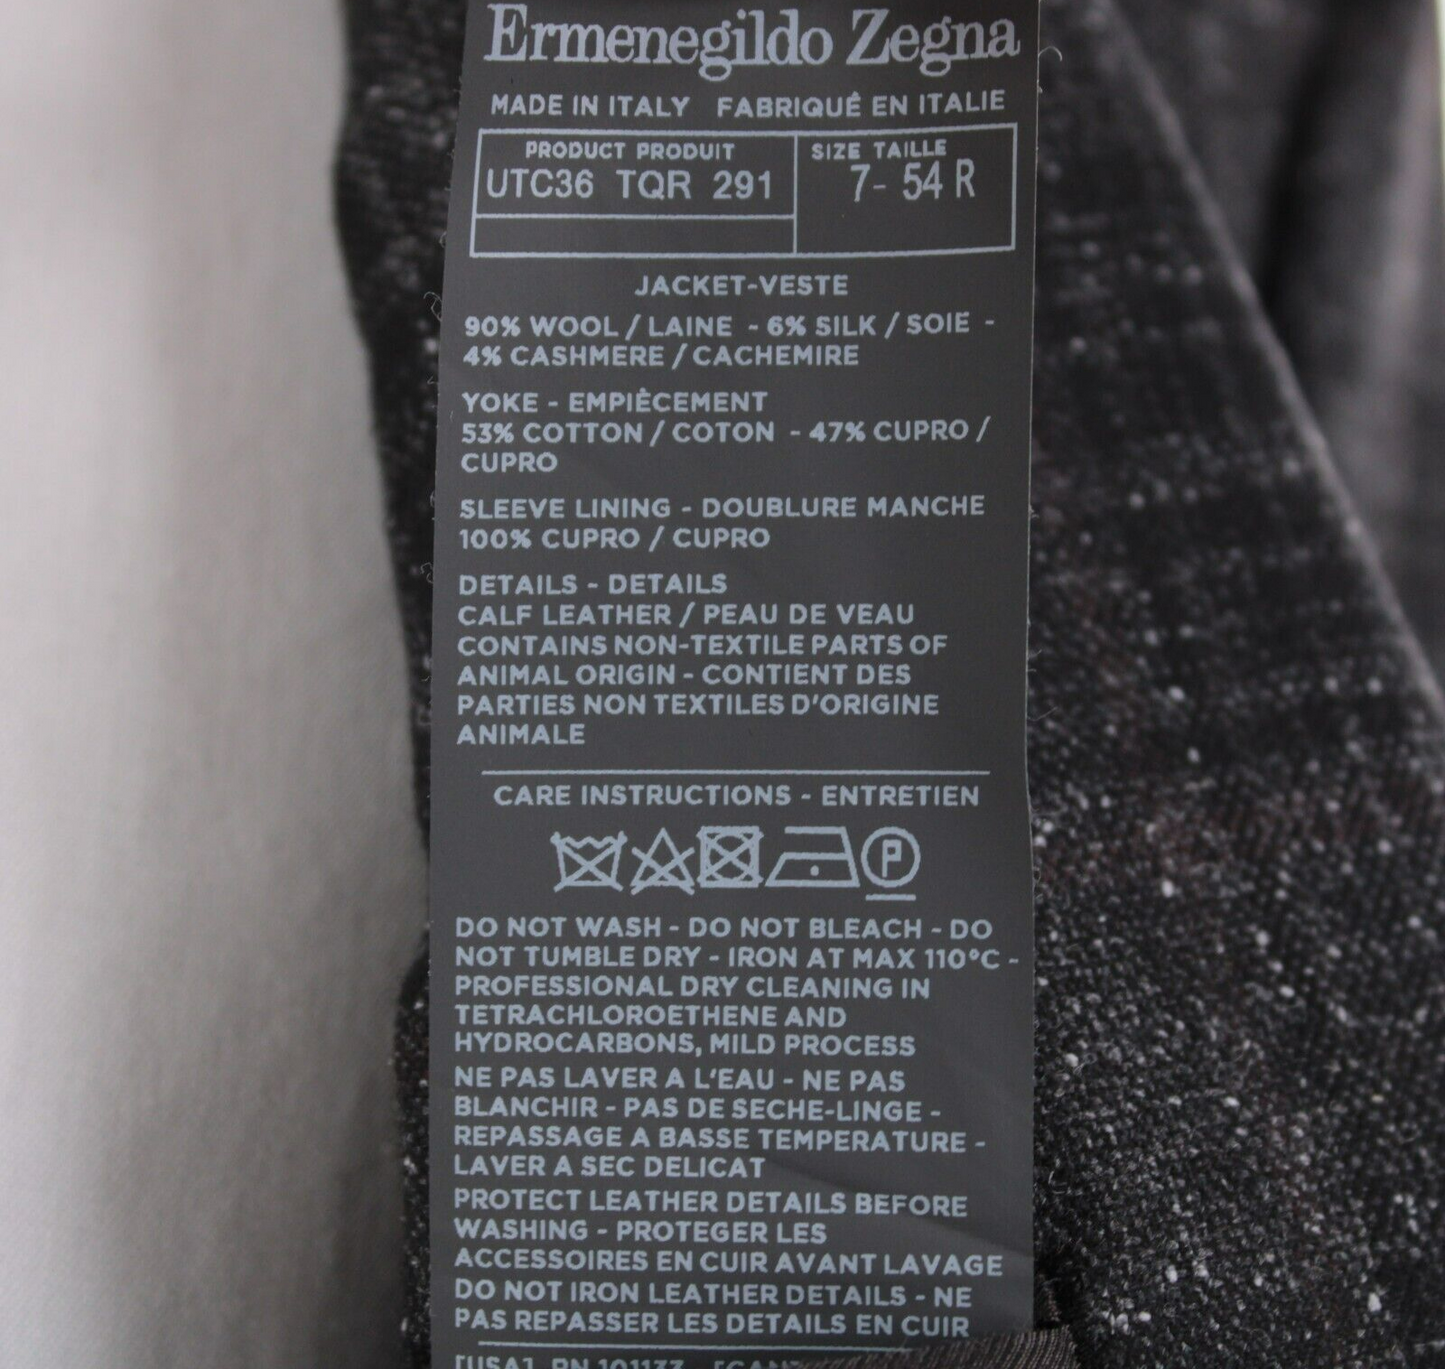 Ermenegildo Zegna
MADE IN ITALY FABRIQUÉ EN ITALIE
PRODUCT PRODUIT SIZE TAILLE
UTC36 TQR 291 7- 54 R
JACKET-VESTE
90% WOOL / LAINE - 6% SILK / SOIE -
4% CASHMERE / CACHEMIRE
YOKE - EMPIÈCEMENT
53% COTTON / COTON - 47% CUPRO /
CUPRO
SLEEVE LINING - DOUBLURE MANCHE
100% CUPRO / CUPRO
DETAILS - DETAILS
CALF LEATHER / PEAU DE VEAU
CONTAINS NON-TEXTILE PARTS OF
ANIMAL ORIGIN - CONTIENT DES
PARTIES NON TEXTILES D'ORIGINE
ANIMALE
CARE INSTRUCTIONS - ENTRETIEN
P
DO NOT WASH - DO NOT BLEACH - DO
NOT TUMBLE DRY - IRON AT MAX 110°C -
PROFESSIONAL DRY CLEANING IN
TETRACHLOROETHENE AND
HYDROCARBONS, MILD PROCESS
NE PAS LAVER A L'EAU - NE PAS
BLANCHIR - PAS DE SECHE-LINGE -
REPASSAGE A BASSE TEMPERATURE -
LAVER A SEC DELICAT
PROTECT LEATHER DETAILS BEFORE
WASHING - PROTEGER LES
ACCESSOIRES EN CUIR AVANT LAVAGE
DO NOT IRON LEATHER DETAILS - NE
PAS REPASSER LES DETAILS EN CUIR
[USA] RN 101133